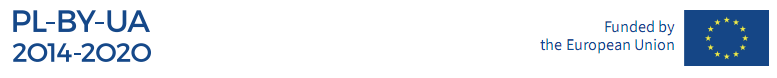 PL-BY-UA
2014-2020
Funded by
the European Union